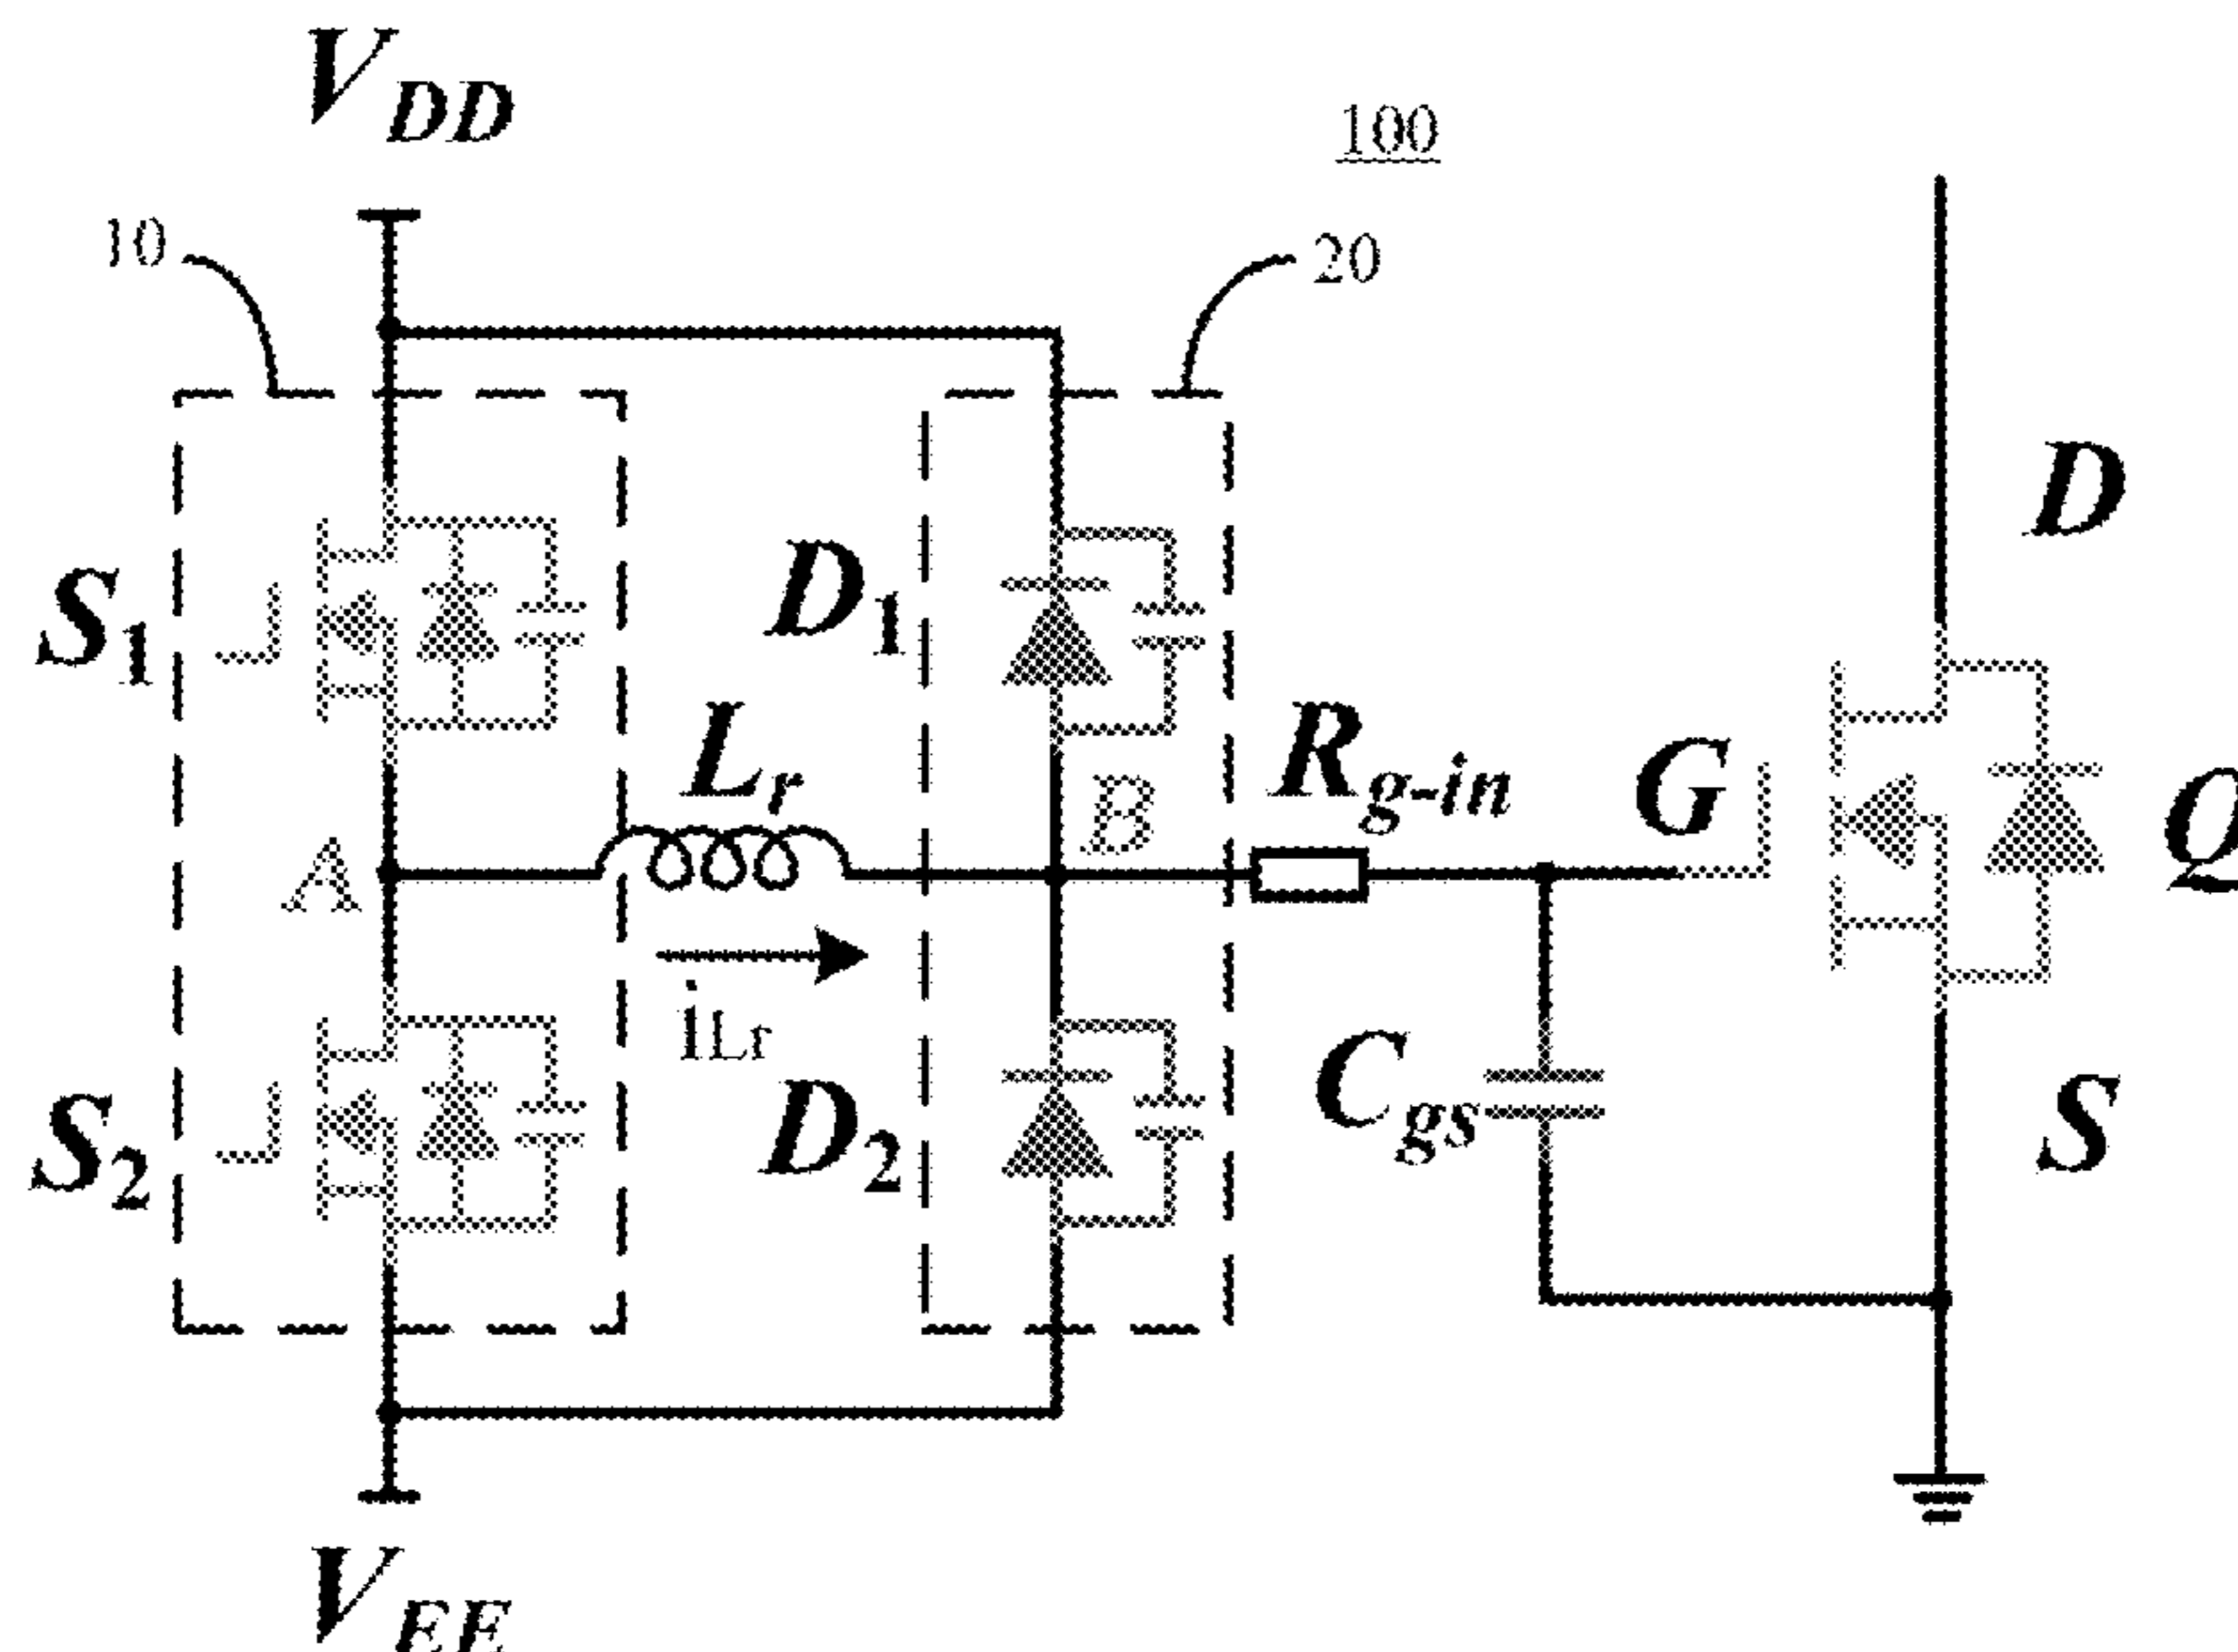 V_DD
100
10
20
D
S_1
D_1
L_r
B
R_g-in
G
Q
A
i_Lr
S_2
D_2
C_gs
S
V_EE